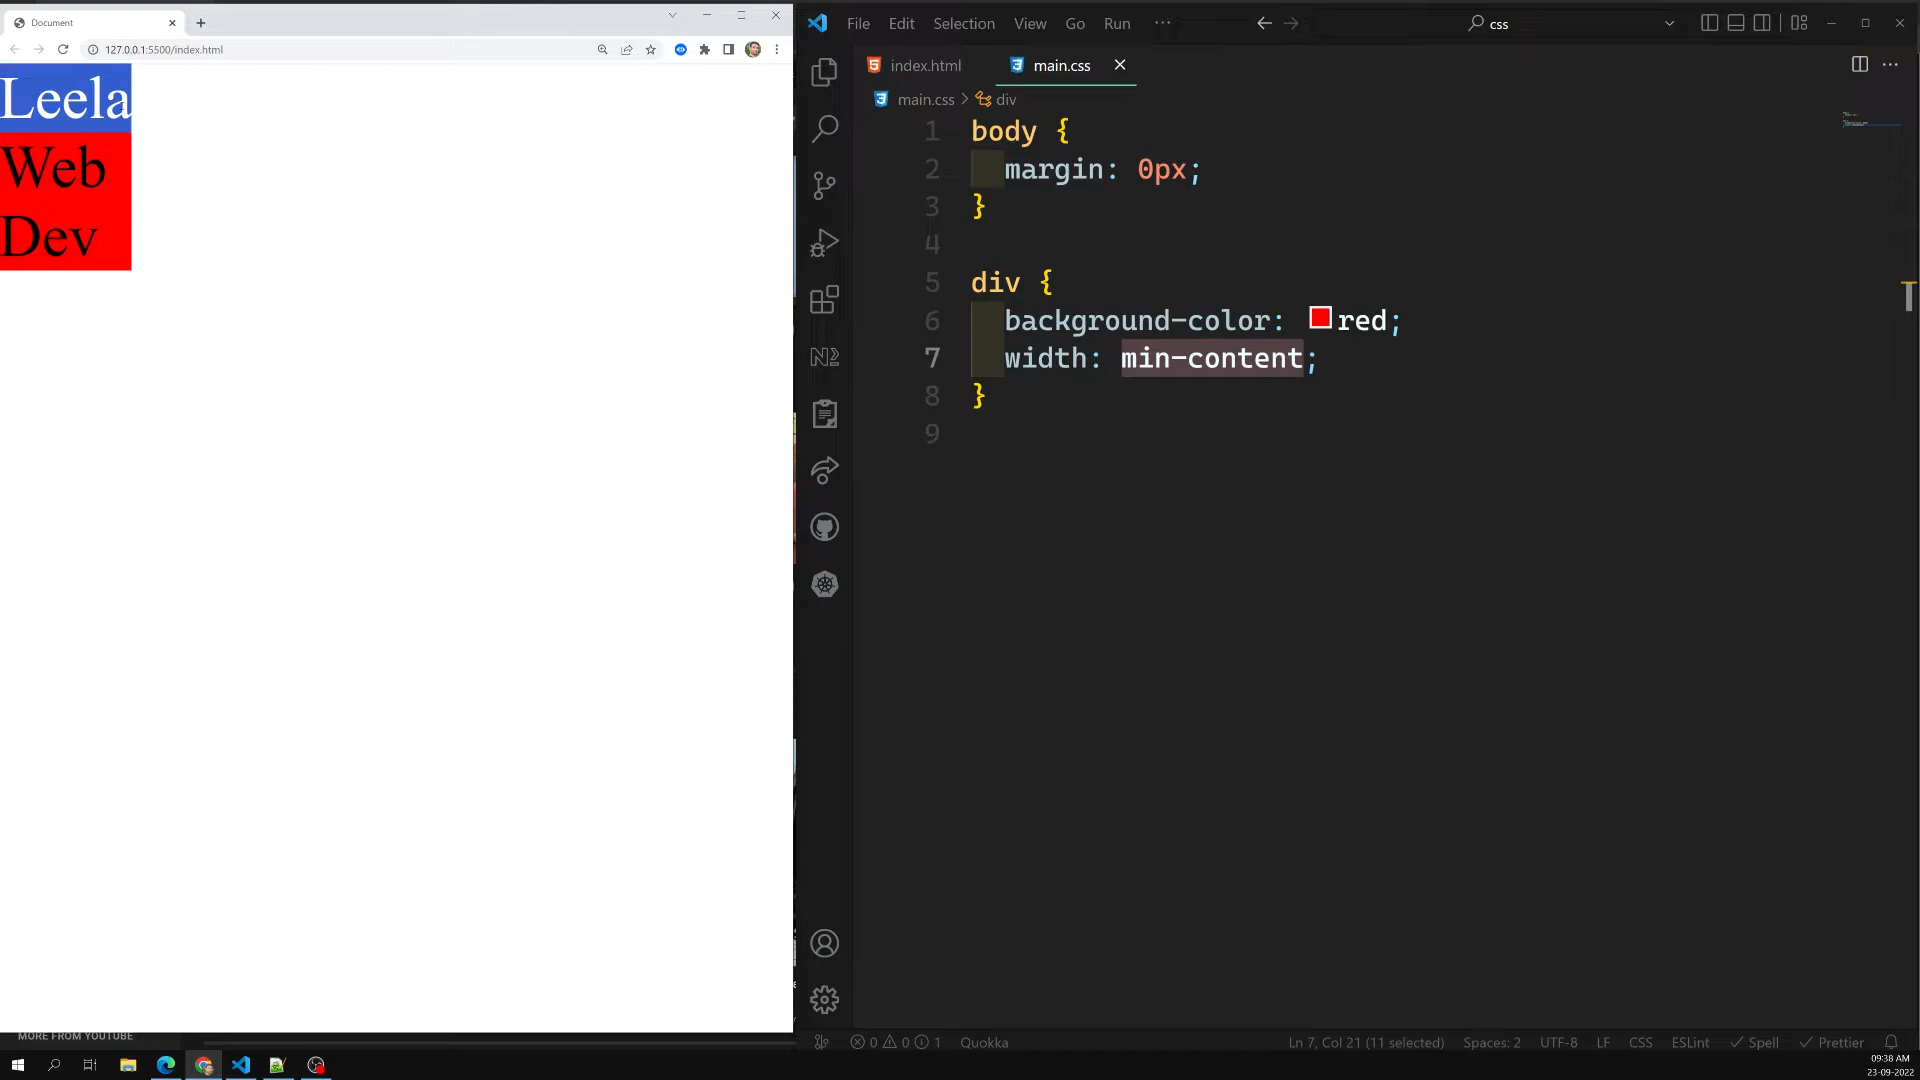 Document
127.0.0.1:5500/index.html
Leela
Web
Dev
MORE FROM YOUTUBE
File Edit Selection View Go Run ···
css
index.html
main.css
main.css > div
1 body {
2 margin: 0px;
3 }
4
5 div {
6 background-color: red;
7 width: min-content;
8 }
9
0 0 1 Quokka Ln 7, Col 21 (11 selected) Spaces: 2 UTF-8 LF CSS ESLint Spell Prettier
09:38 AM
23-09-2022